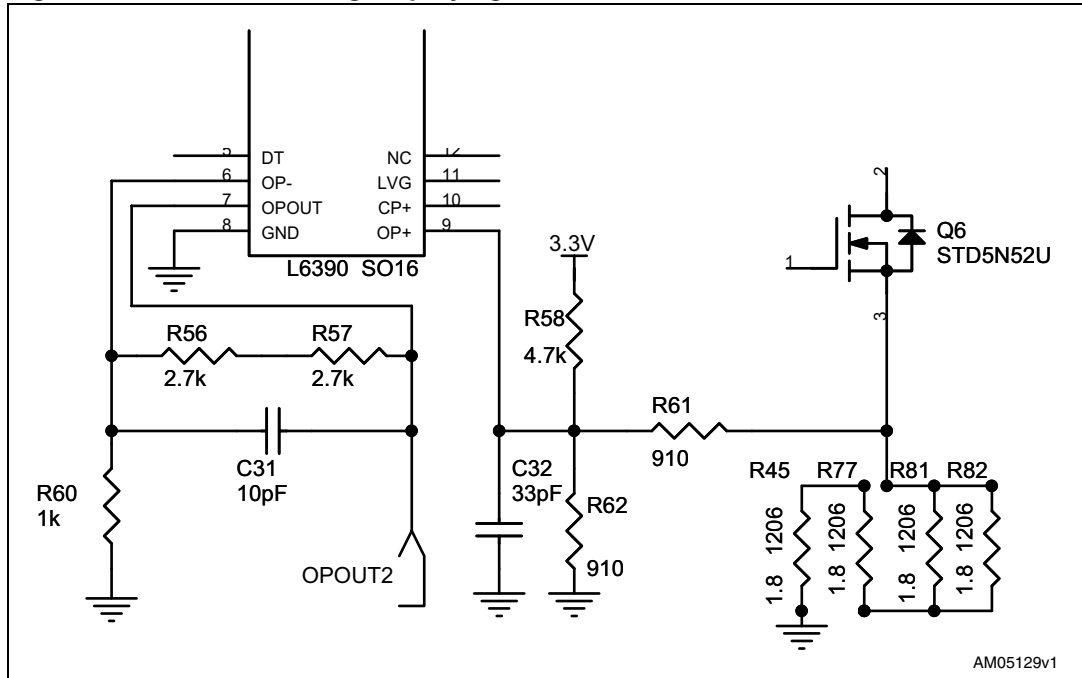 5 DT NC 12
6 OP- LVG 11
7 OPOUT CP+ 10
8 GND OP+ 9
L6390 SO16
2
Q6
STD5N52U
1
3
3.3V
R58
4.7k
R56 R57
2.7k 2.7k
R61
910
C31
10pF
C32
33pF
R62
910
R60
1k
OPOUT2
R45 R77 R81 R82
1.8 1206 1.8 1206 1.8 1206 1.8 1206
AM05129v1